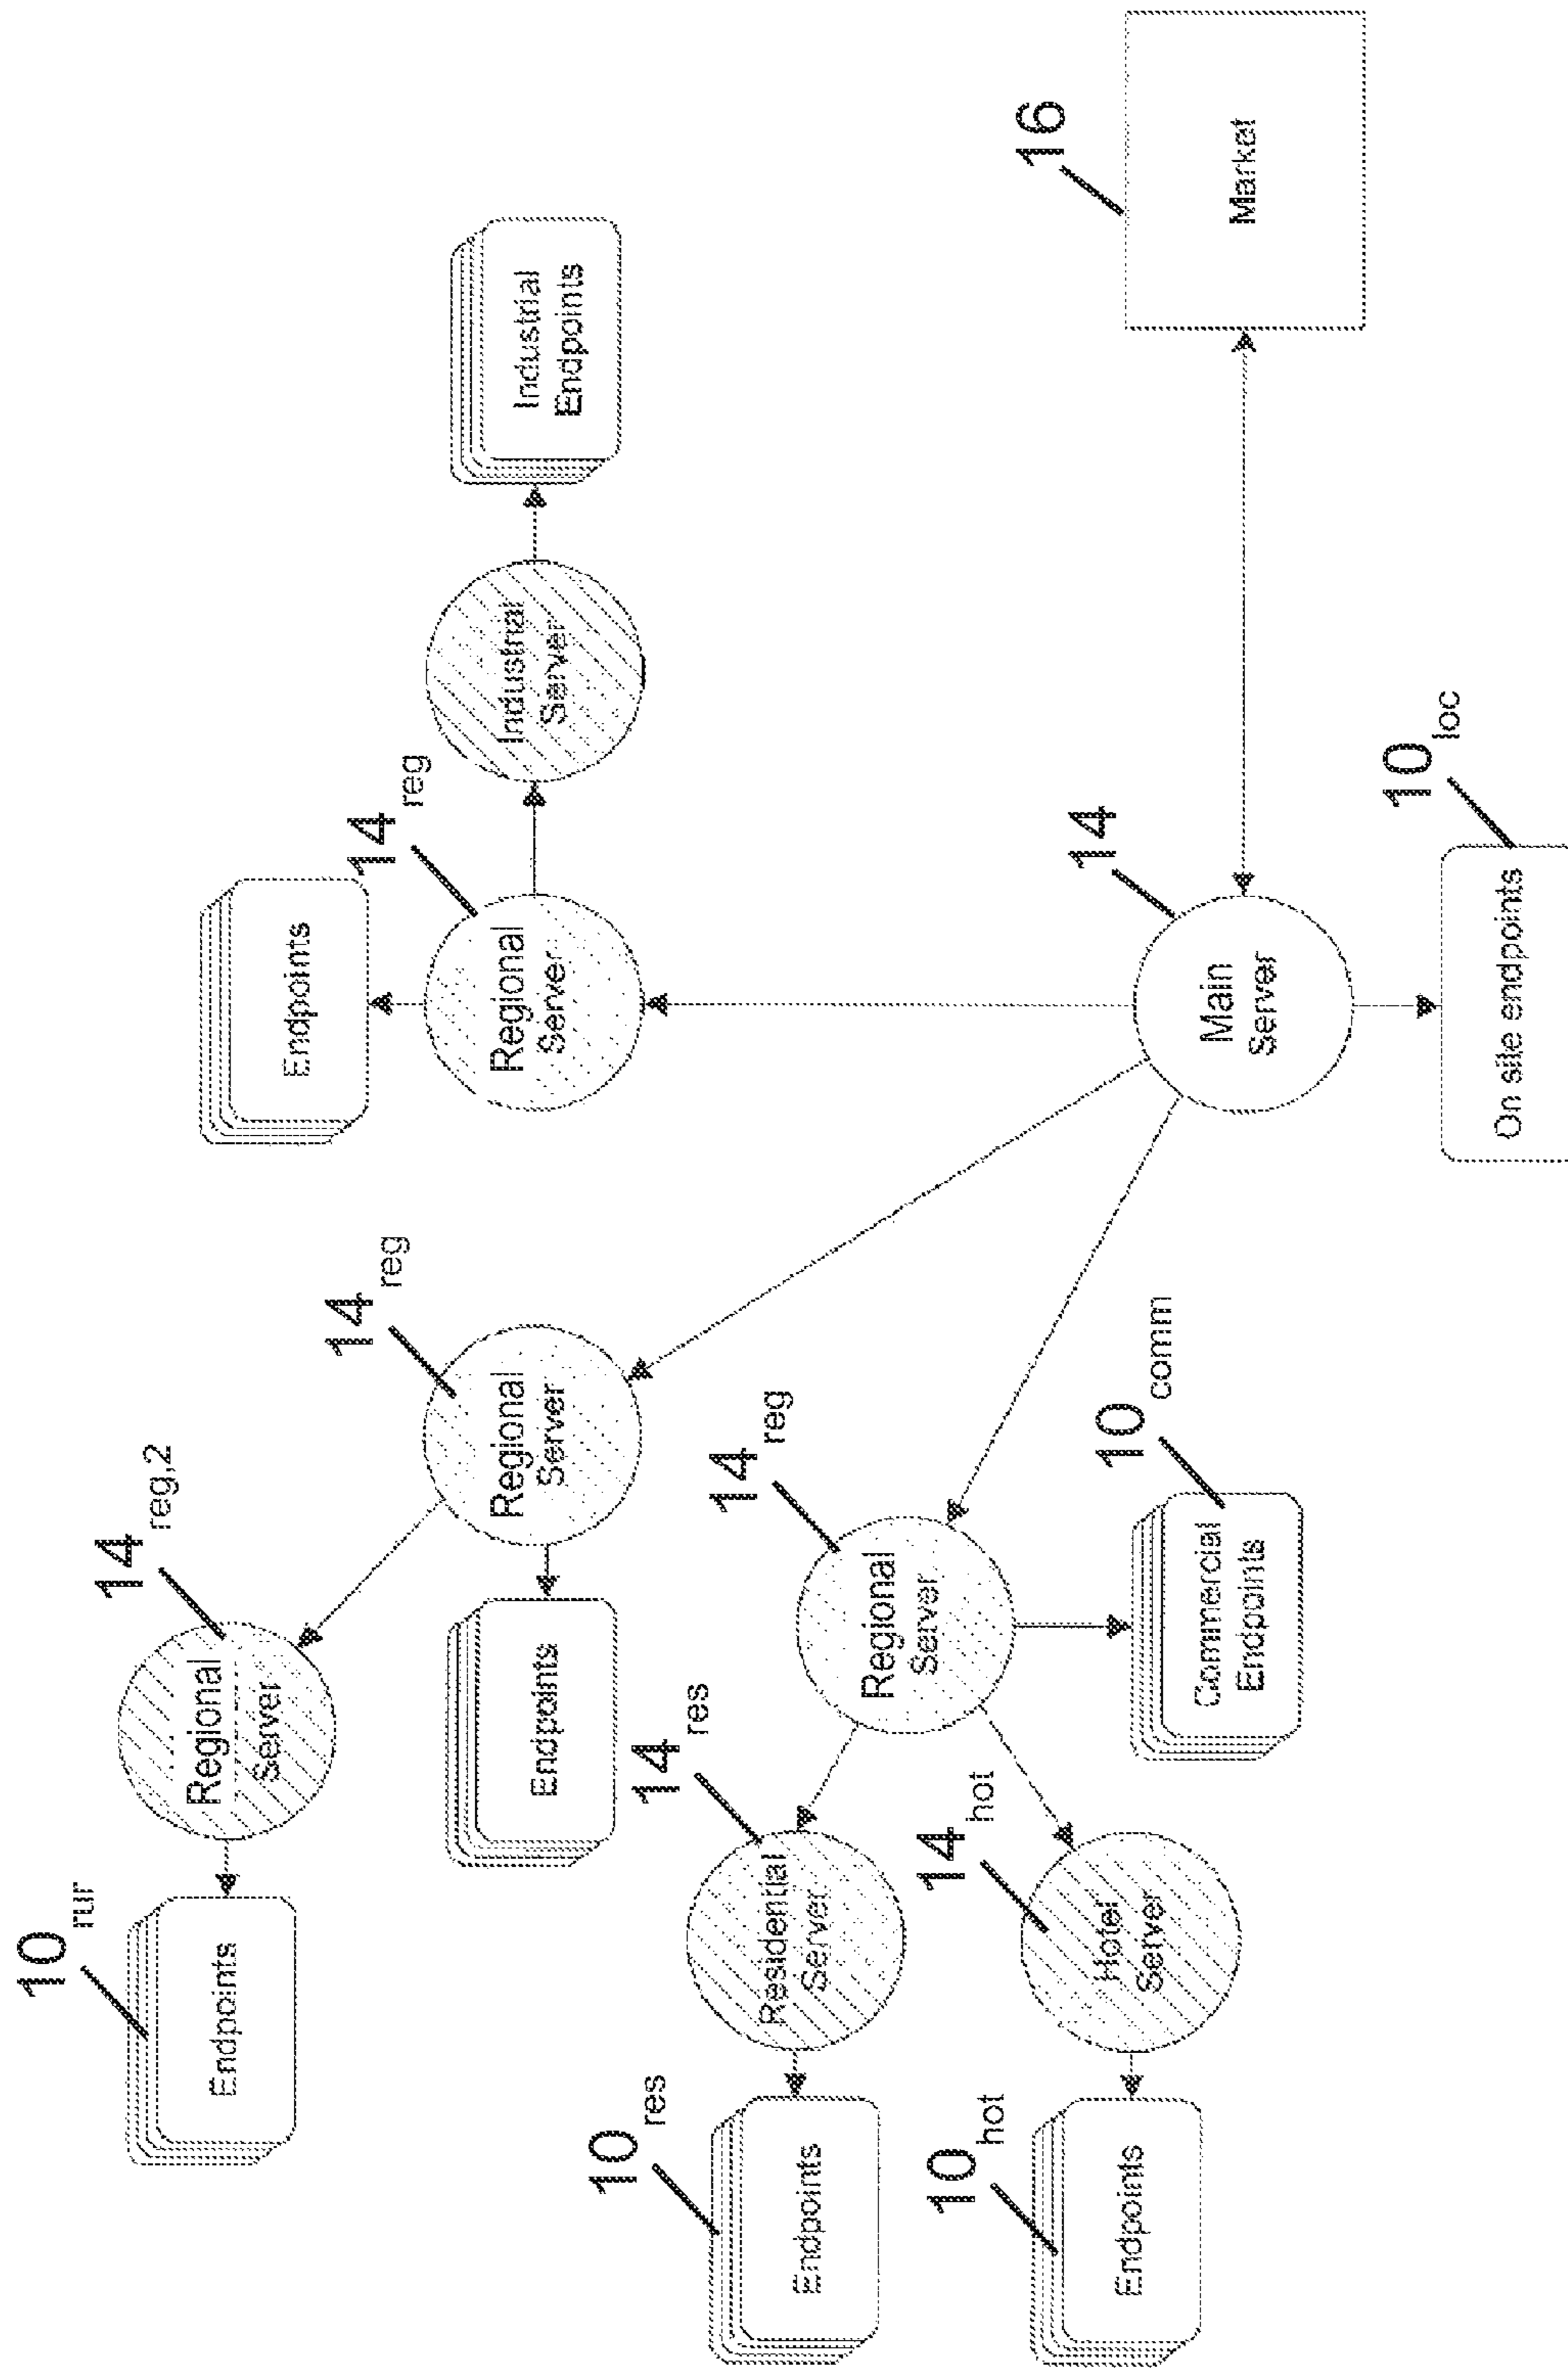 10 rur
14 reg,2
Endpoints
Regional
Server
Endpoints
14 reg
14 reg
Regional
Server
Regional
Server
Industrial
Server
Industrial
Endpoints
Endpoints
10 res
14 res
14 reg
Endpoints
Residential
Server
Regional
Server
10 hot
14 hot
Endpoints
Hotel
Server
10 comm
Commercial
Endpoints
14
16
Main
Server
Market
10 loc
On site endpoints